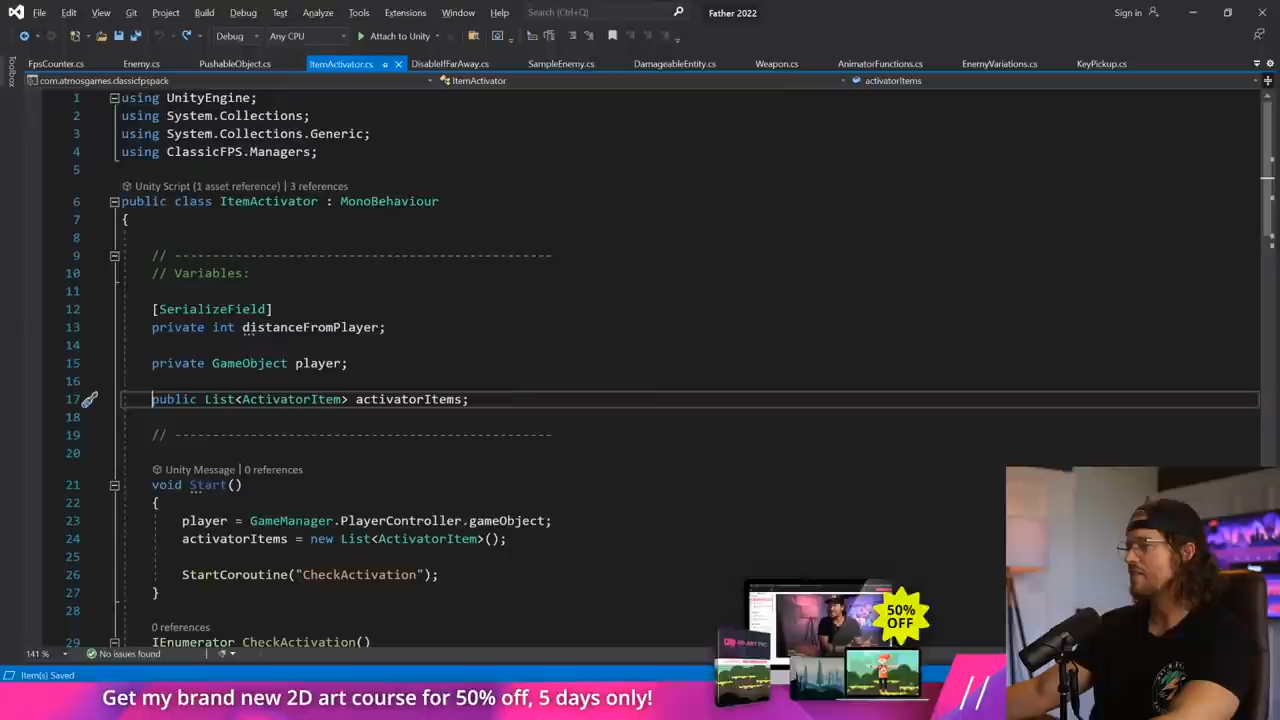 File Edit View Git Project Build Debug Test Analyze Tools Extensions Window Help Search (Ctrl+Q) Father 2022 Sign in
Debug Any CPU Attach to Unity
FpsCounter.cs Enemy.cs PushableObject.cs ItemActivator.cs DisableIfFarAway.cs SampleEnemy.cs DamageableEntity.cs Weapon.cs AnimatorFunctions.cs EnemyVariations.cs KeyPickup.cs
com.atmosgames.classicfpspack ItemActivator activatorItems
Toolbox
1 using UnityEngine;
2 using System.Collections;
3 using System.Collections.Generic;
4 using ClassicFPS.Managers;
5
Unity Script (1 asset reference) | 3 references
6 public class ItemActivator : MonoBehaviour
7 {
8
9 // --------------------------------------------------
10 // Variables:
11
12 [SerializeField]
13 private int distanceFromPlayer;
14
15 private GameObject player;
16
17 public List<ActivatorItem> activatorItems;
18
19 // --------------------------------------------------
20
Unity Message | 0 references
21 void Start()
22 {
23 player = GameManager.PlayerController.gameObject;
24 activatorItems = new List<ActivatorItem>();
25
26 StartCoroutine("CheckActivation");
27 }
28
0 references
29 IEnumerator CheckActivation()
141 % No issues found
Item(s) Saved
50%
OFF
Get my brand new 2D art course for 50% off, 5 days only! //